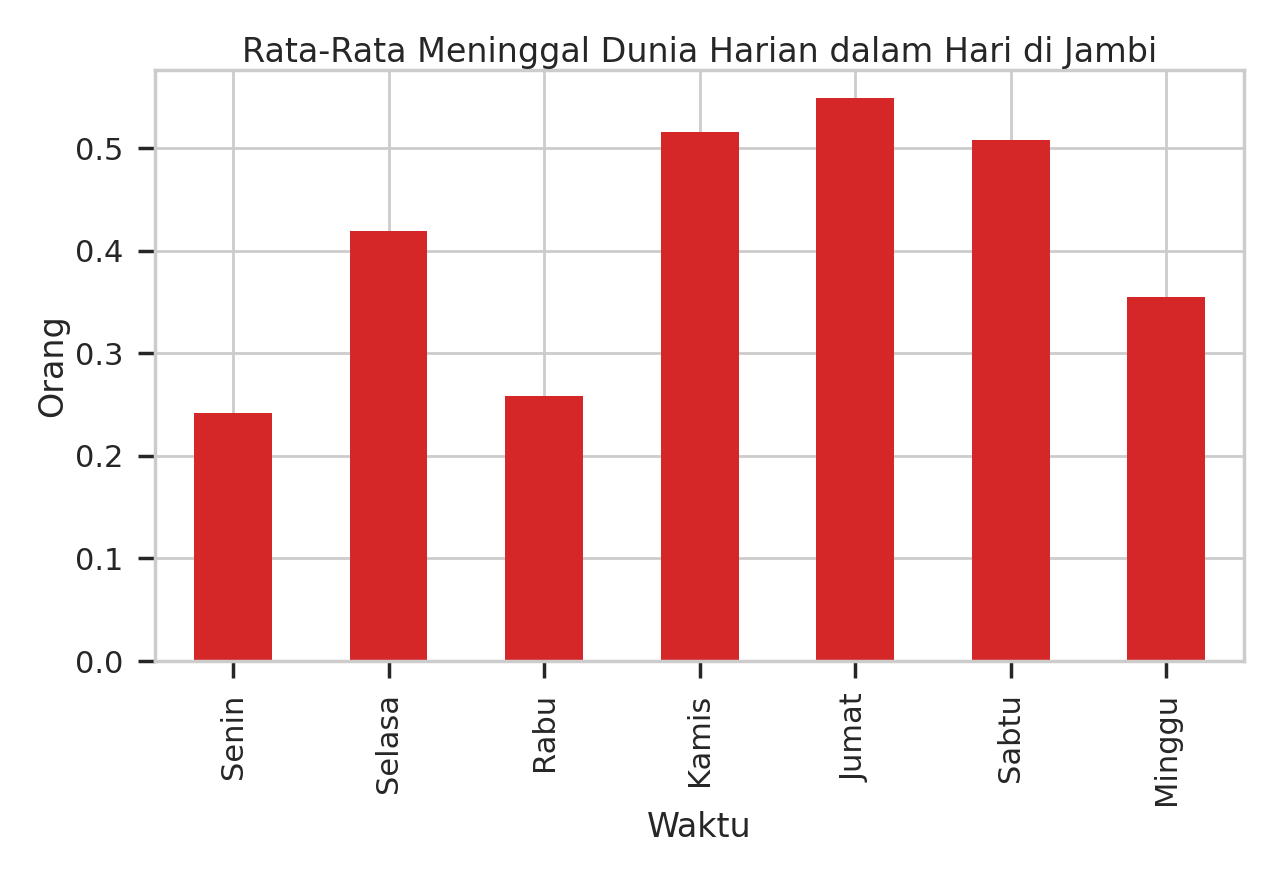 Rata-Rata Meninggal Dunia Harian dalam Hari di Jambi
Orang
0.5
0.4
0.3
0.2
0.1
0.0
Senin
Selasa
Rabu
Kamis
Jumat
Sabtu
Minggu
Waktu